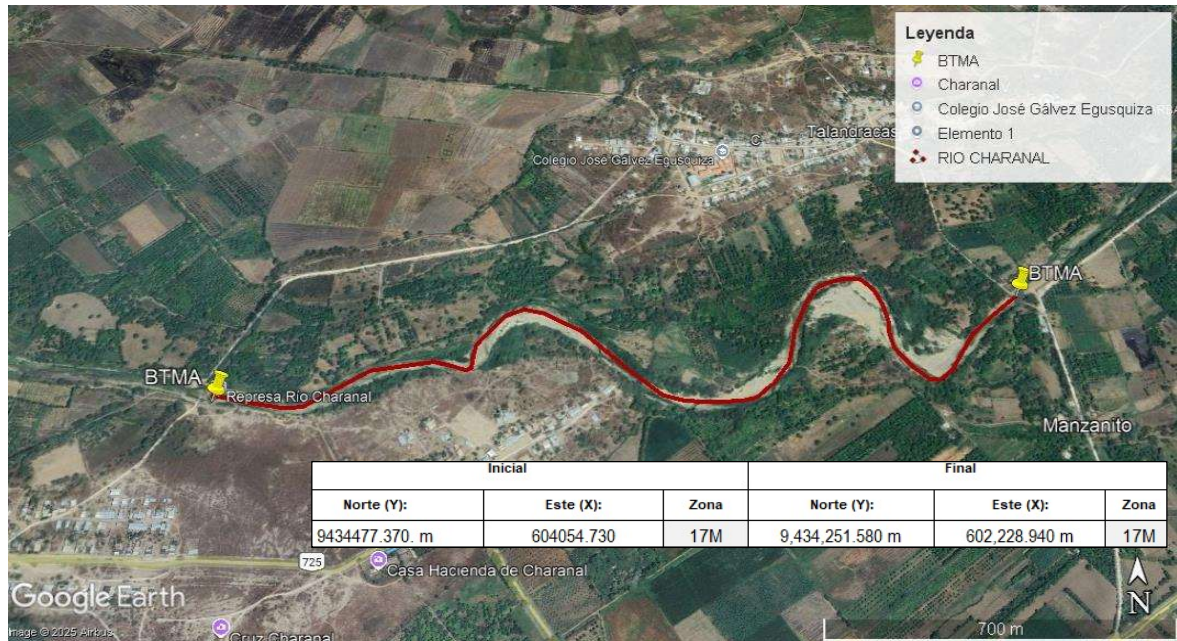 Leyenda
BTMA
Charanal
Colegio José Gálvez Egusquiza
Elemento 1
RIO CHARANAL
Talandracas
Colegio José Gálvez Egusquiza
BTMA
BTMA
Represa Rio Charanal
Manzanito
Inicial Final
Norte (Y): Este (X): Zona Norte (Y): Este (X): Zona
9434477.370. m 604054.730 17M 9,434,251.580 m 602,228.940 m 17M
725
Casa Hacienda de Charanal
Google Earth
N
Image © 2025 Airbus
Cruz Charanal
700 m